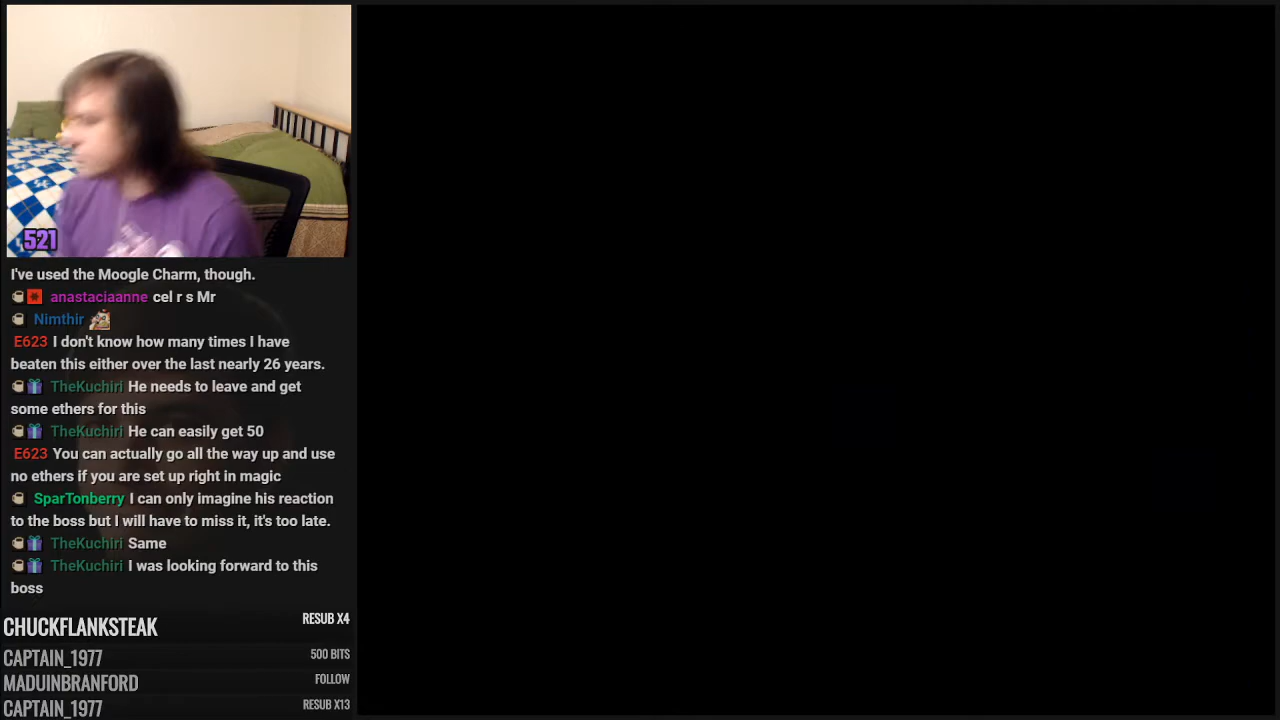 521
I've used the Moogle Charm, though.
anastaciaanne cel r s Mr
Nimthir
E623 I don't know how many times I have
beaten this either over the last nearly 26 years.
TheKuchiri He needs to leave and get
some ethers for this
TheKuchiri He can easily get 50
E623 You can actually go all the way up and use
no ethers if you are set up right in magic
SparTonberry I can only imagine his reaction
to the boss but I will have to miss it, it's too late.
TheKuchiri Same
TheKuchiri I was looking forward to this
boss
CHUCKFLANKSTEAK RESUB X4
CAPTAIN_1977 500 BITS
MADUINBRANFORD FOLLOW
CAPTAIN_1977 RESUB X13